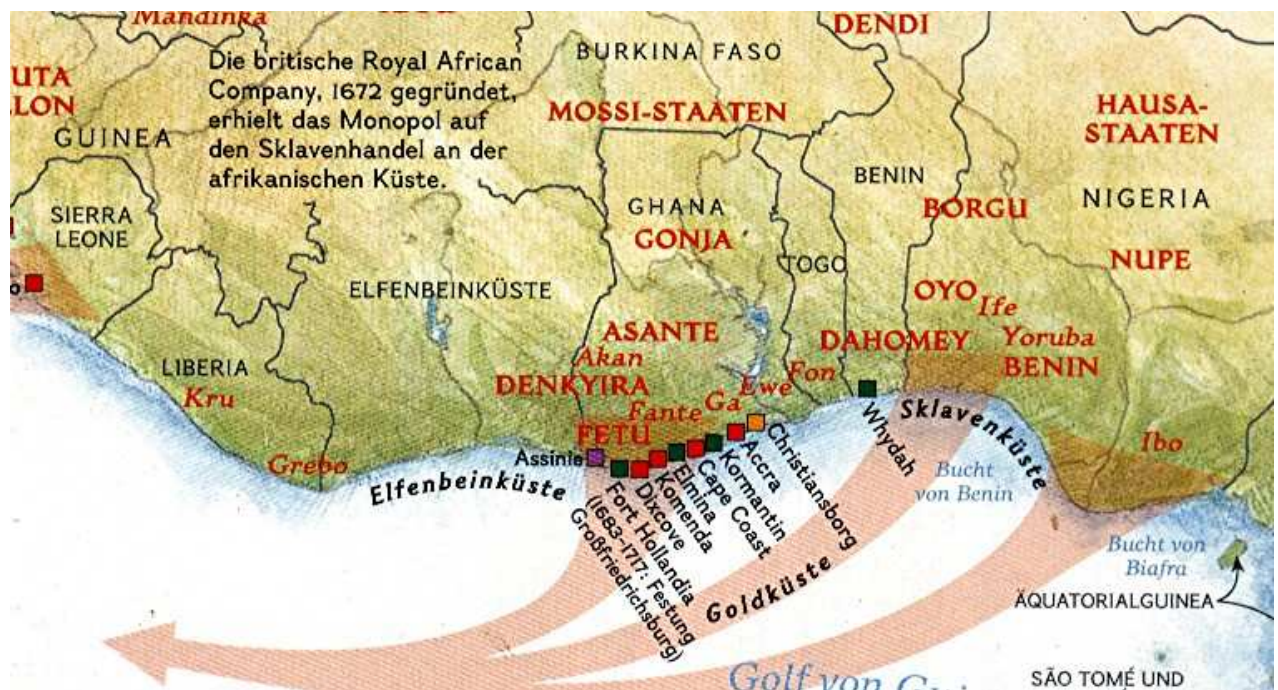 Mandinka
DENDI
Die britische Royal African
Company, 1672 gegründet,
erhielt das Monopol auf
den Sklavenhandel an der
afrikanischen Küste.
BURKINA FASO
MOSSI-STAATEN
HAUSA-
STAATEN
GUINEA
SIERRA
LEONE
GHANA
GONJA
BENIN
BORGU
NIGERIA
NUPE
TOGO
ELFENBEINKÜSTE
OYO
Ife
ASANTE
Akan
DAHOMEY
Yoruba
BENIN
LIBERIA
Kru
DENKYIRA
Fante
Ga
Ewe
Fon
FETU
Ibo
Grebo
Assinie
Elfenbeinküste
Sklavenküste
Whydah
Christiansborg
Accra
Kormantin
Cape Coast
Elmina
Komenda
Dixcove
Fort Hollandia
(1683–1717: Festung
Großfriedrichsburg)
Goldküste
Bucht
von Benin
Bucht von
Biafra
ÄQUATORIALGUINEA
Golf von
SÃO TOMÉ UND